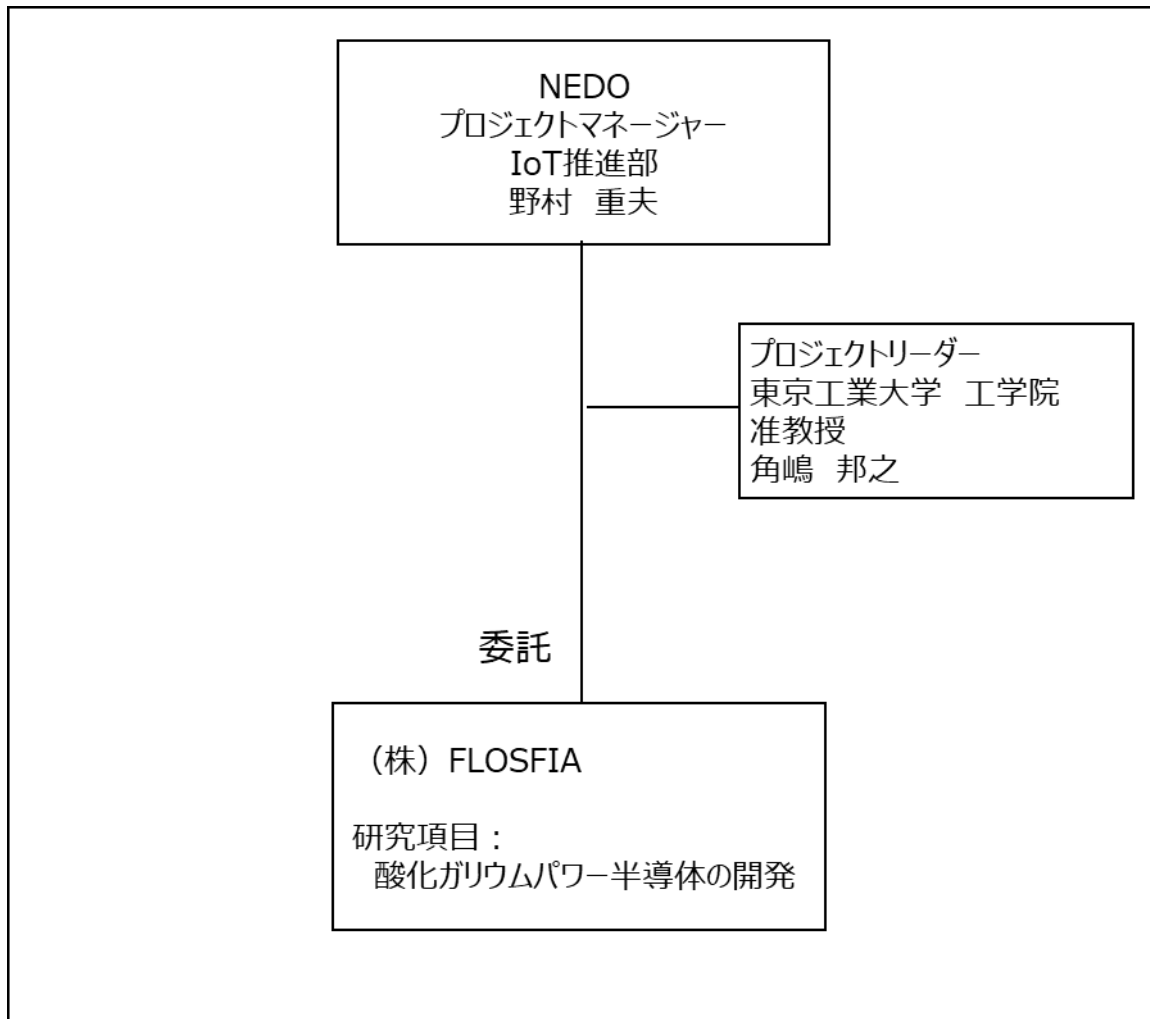 NEDO
プロジェクトマネージャー
IoT推進部
野村　重夫
プロジェクトリーダー
東京工業大学　工学院
准教授
角嶋　邦之
委託
（株）FLOSFIA
研究項目：
酸化ガリウムパワー半導体の開発